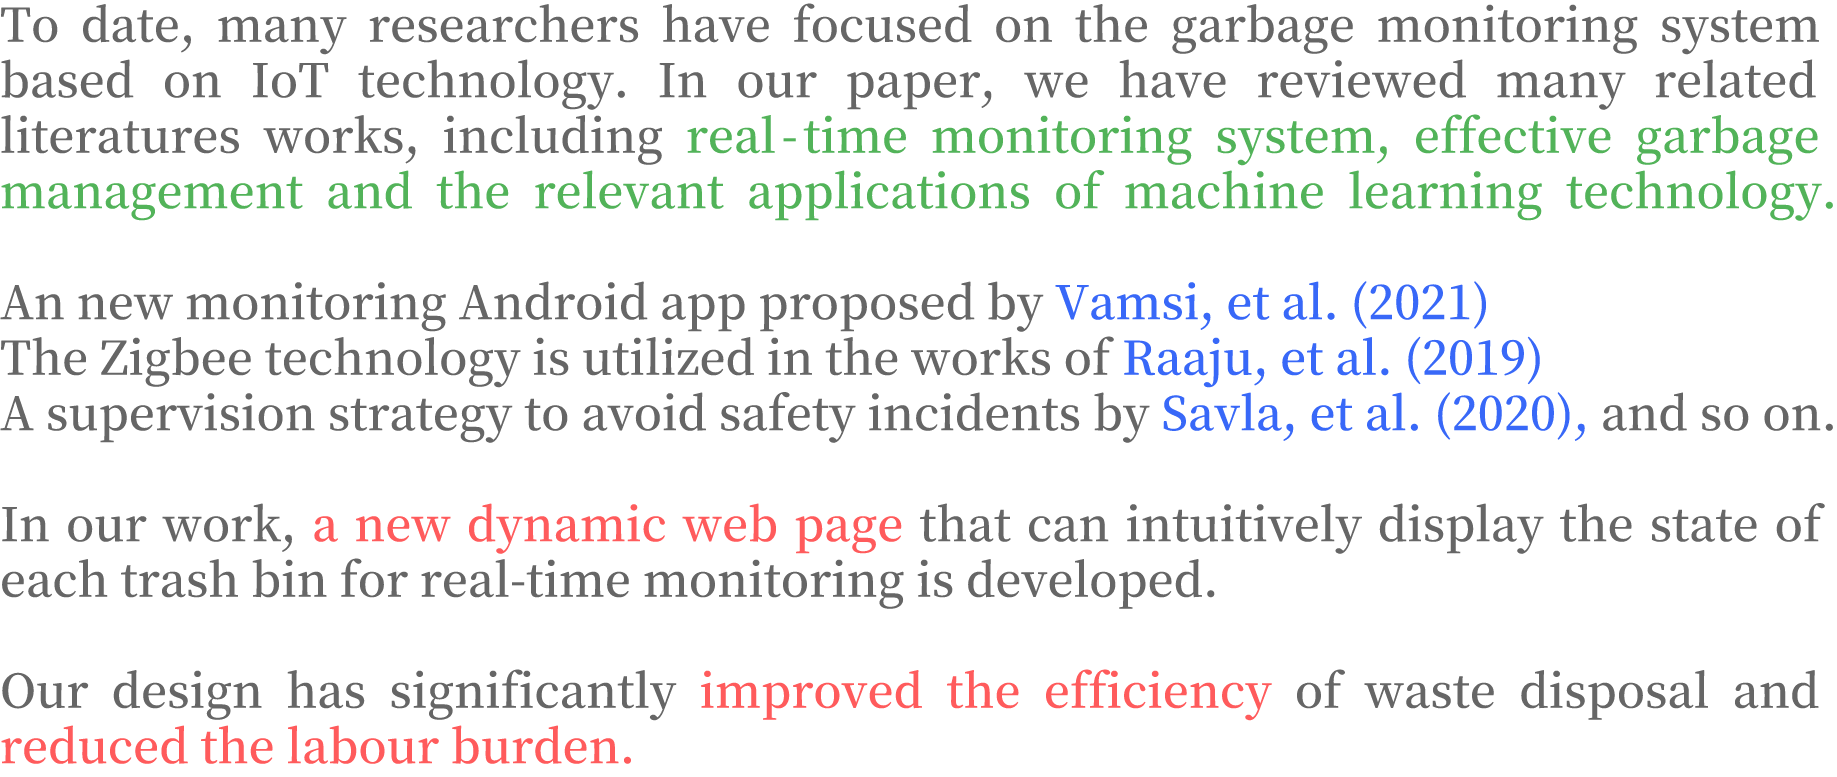 To date, many researchers have focused on the garbage monitoring system
based on IoT technology. In our paper, we have reviewed many related
literatures works, including real-time monitoring system, effective garbage
management and the relevant applications of machine learning technology.
An new monitoring Android app proposed by Vamsi, et al. (2021)
The Zigbee technology is utilized in the works of Raaju, et al. (2019)
A supervision strategy to avoid safety incidents by Savla, et al. (2020), and so on.
In our work, a new dynamic web page that can intuitively display the state of
each trash bin for real-time monitoring is developed.
Our design has significantly improved the efficiency of waste disposal and
reduced the labour burden.